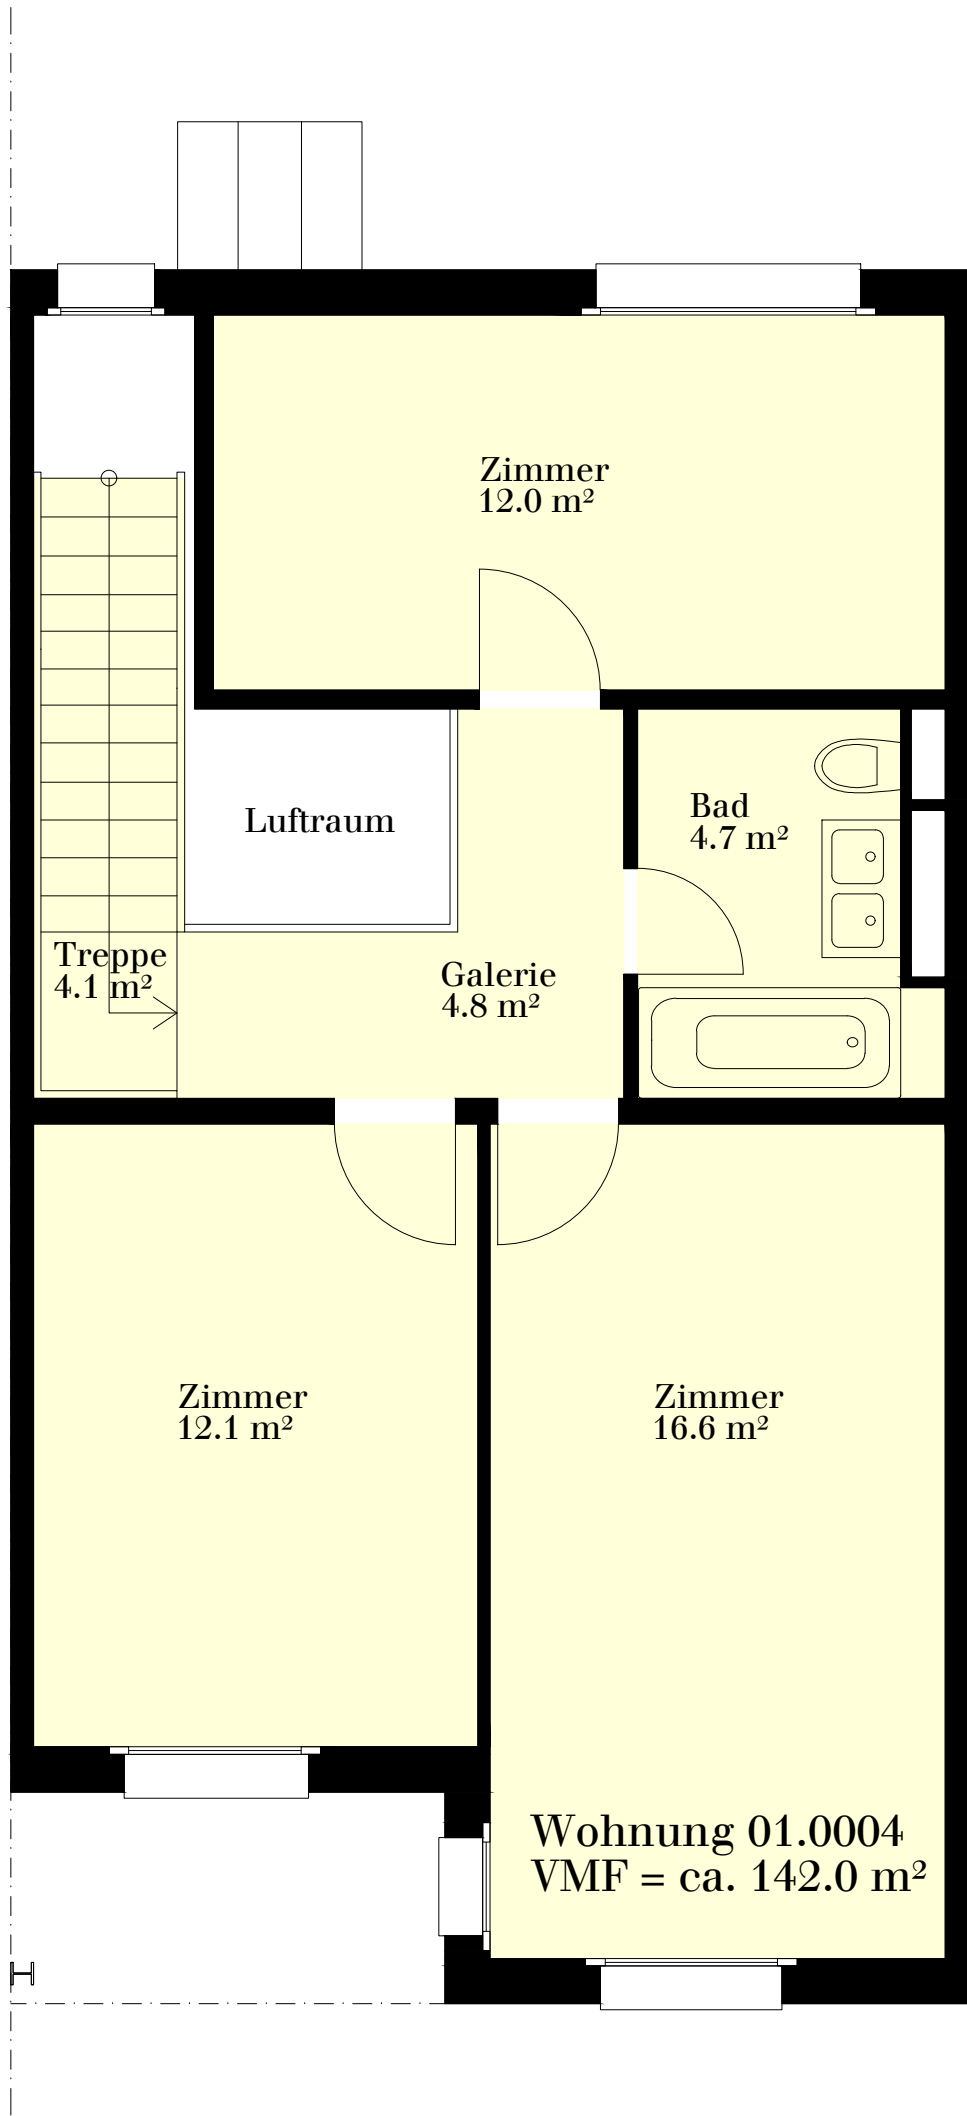 Zimmer
12.0 m²
Luftraum
Bad
4.7 m²
Treppe
4.1 m²
Galerie
4.8 m²
Zimmer
12.1 m²
Zimmer
16.6 m²
Wohnung 01.0004
VMF = ca. 142.0 m²